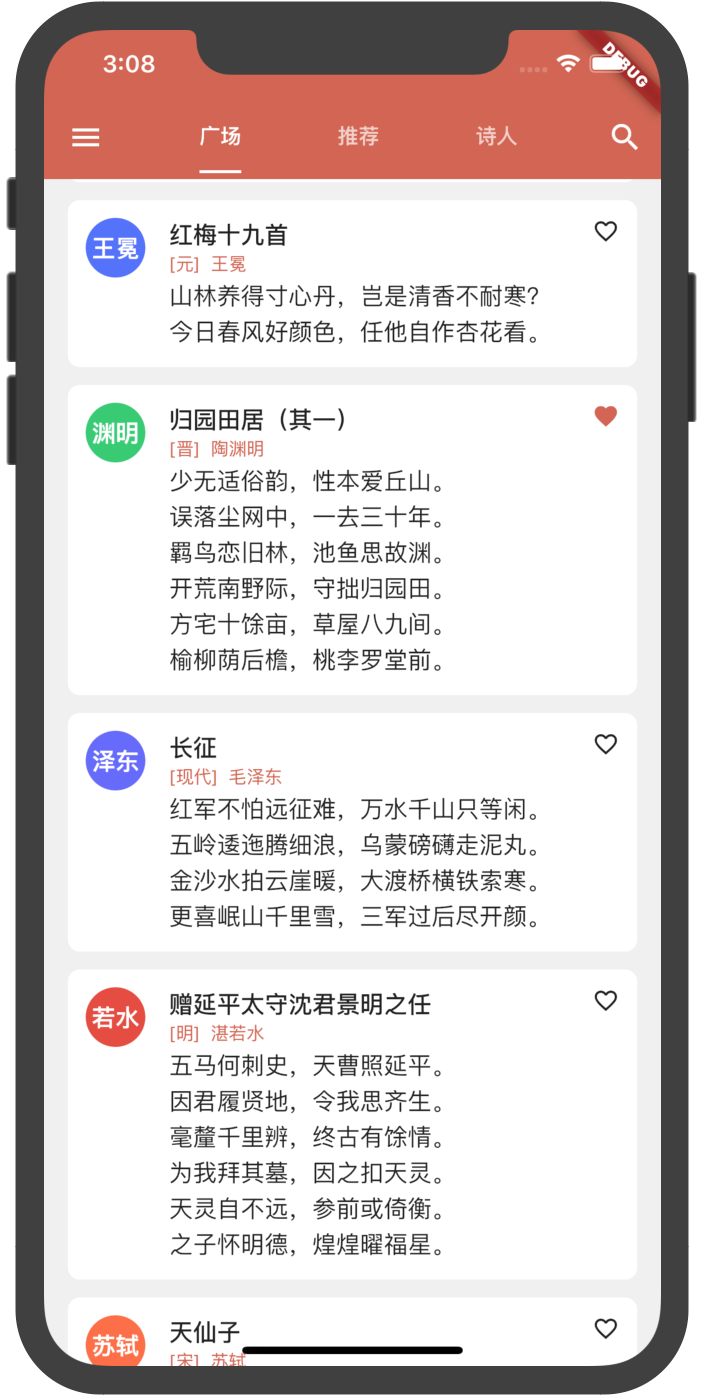 3:08
DEBUG
广场
推荐
诗人
王冕
红梅十九首
[元] 王冕
山林养得寸心丹，岂是清香不耐寒？
今日春风好颜色，任他自作杏花看。
渊明
归园田居（其一）
[晋] 陶渊明
少无适俗韵，性本爱丘山。
误落尘网中，一去三十年。
羁鸟恋旧林，池鱼思故渊。
开荒南野际，守拙归园田。
方宅十馀亩，草屋八九间。
榆柳荫后檐，桃李罗堂前。
泽东
长征
[现代] 毛泽东
红军不怕远征难，万水千山只等闲。
五岭逶迤腾细浪，乌蒙磅礴走泥丸。
金沙水拍云崖暖，大渡桥横铁索寒。
更喜岷山千里雪，三军过后尽开颜。
若水
赠延平太守沈君景明之任
[明] 湛若水
五马何刺史，天曹照延平。
因君履贤地，令我思齐生。
毫釐千里辨，终古有馀情。
为我拜其墓，因之扣天灵。
天灵自不远，参前或倚衡。
之子怀明德，煌煌曜福星。
苏轼
天仙子
[宋] 苏轼